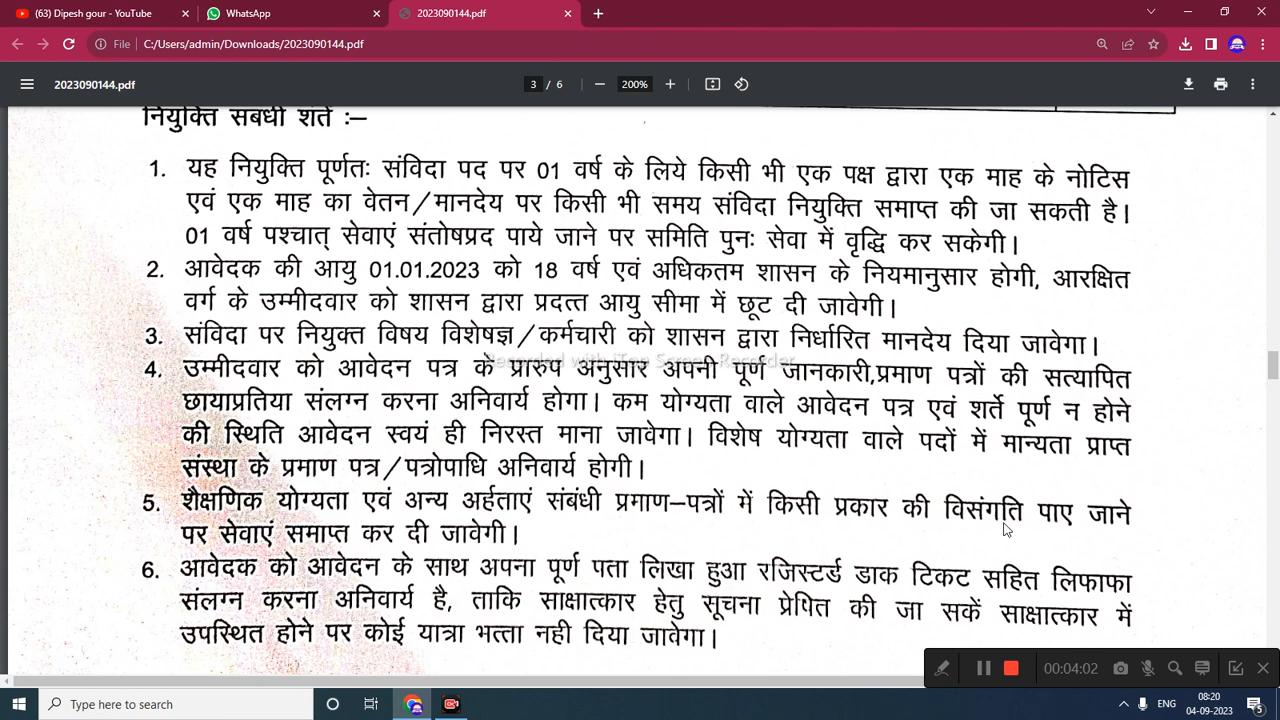 (63) Dipesh gour - YouTube
WhatsApp
2023090144.pdf
File
C:/Users/admin/Downloads/2023090144.pdf
2023090144.pdf
3 / 6
200%
नियुक्ति संबधी शर्ते :–
1. यह नियुक्ति पूर्णतः संविदा पद पर 01 वर्ष के लिये किसी भी एक पक्ष द्वारा एक माह के नोटिस
एवं एक माह का वेतन/मानदेय पर किसी भी समय संविदा नियुक्ति समाप्त की जा सकती है।
01 वर्ष पश्चात् सेवाएं संतोषप्रद पाये जाने पर समिति पुनः सेवा में वृद्धि कर सकेगी।
2. आवेदक की आयु 01.01.2023 को 18 वर्ष एवं अधिकतम शासन के नियमानुसार होगी, आरक्षित
वर्ग के उम्मीदवार को शासन द्वारा प्रदत्त आयु सीमा में छूट दी जावेगी।
3. संविदा पर नियुक्त विषय विशेषज्ञ/कर्मचारी को शासन द्वारा निर्धारित मानदेय दिया जावेगा।
Recorded with iTop Screen Recorder
4. उम्मीदवार को आवेदन पत्र के प्रारुप अनुसार अपनी पूर्ण जानकारी,प्रमाण पत्रों की सत्यापित
छायाप्रतिया संलग्न करना अनिवार्य होगा। कम योग्यता वाले आवेदन पत्र एवं शर्ते पूर्ण न होने
की स्थिति आवेदन स्वयं ही निरस्त माना जावेगा। विशेष योग्यता वाले पदों में मान्यता प्राप्त
संस्था के प्रमाण पत्र/पत्रोपाधि अनिवार्य होगी।
5. शेक्षणिक योग्यता एवं अन्य अर्हताएं संबंधी प्रमाण–पत्रों में किसी प्रकार की विसंगति पाए जाने
पर सेवाएं समाप्त कर दी जावेगी।
6. आवेदक को आवेदन के साथ अपना पूर्ण पता लिखा हुआ रजिस्टर्ड डाक टिकट सहित लिफाफा
संलग्न करना अनिवार्य है, ताकि साक्षात्कार हेतु सूचना प्रेषित की जा सकें साक्षात्कार में
उपस्थित होने पर कोई यात्रा भत्ता नही दिया जावेगा।
00:04:02
Type here to search
ENG
08:20
04-09-2023
5